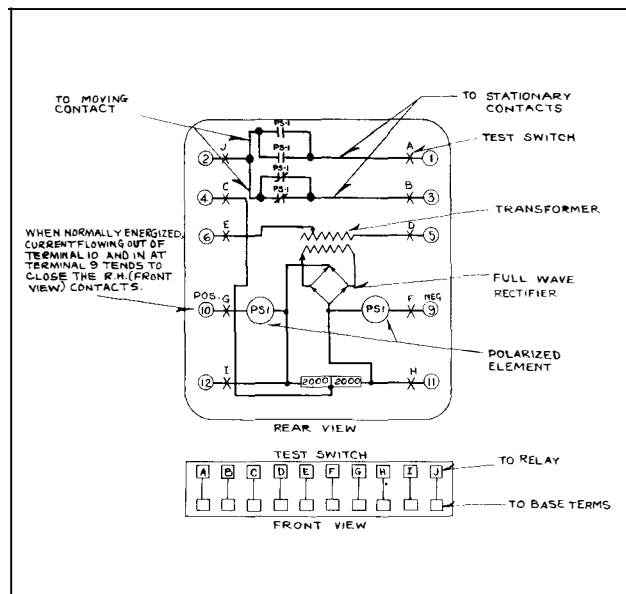 TO MOVING
CONTACT
TO STATIONARY
CONTACTS
PS-1
J
A
TEST SWITCH
2
PS-1
1
C
PS-1
B
4
PS-1
3
TRANSFORMER
E
D
6
5
WHEN NORMALLY ENERGIZED,
CURRENT FLOWING OUT OF
TERMINAL 10 AND IN AT
TERMINAL 9 TENDS TO
CLOSE THE R.H.(FRONT
VIEW) CONTACTS.
FULL WAVE
RECTIFIER
POS. G
F NEG
10
PS1
PS1
9
POLARIZED
ELEMENT
I
H
12
2000 2000
11
REAR VIEW
TEST SWITCH
A B C D E F G H I J
TO RELAY
TO BASE TERMS
FRONT VIEW